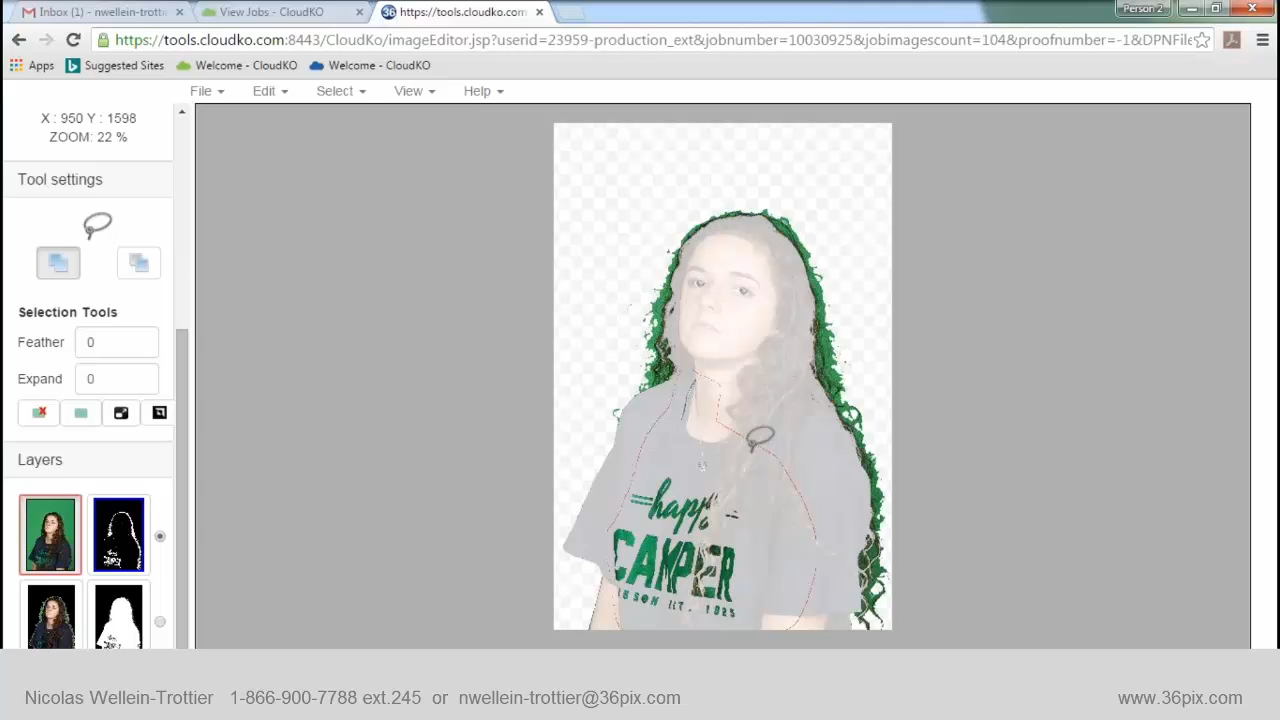 Inbox (1) - nwellein-trotti
View Jobs - CloudKO
36 https://tools.cloudko.com
Person 2
https://tools.cloudko.com:8443/CloudKo/imageEditor.jsp?userid=23959-production_ext&jobnumber=10030925&jobimagescount=104&proofnumber=-1&DPNFile
Apps
Suggested Sites
Welcome - CloudKO
Welcome - CloudKO
File
Edit
Select
View
Help
X : 950 Y : 1598
ZOOM: 22 %
Tool settings
Selection Tools
Feather 0
Expand 0
Layers
CAMPER
Nicolas Wellein-Trottier 1-866-900-7788 ext.245 or nwellein-trottier@36pix.com
www.36pix.com